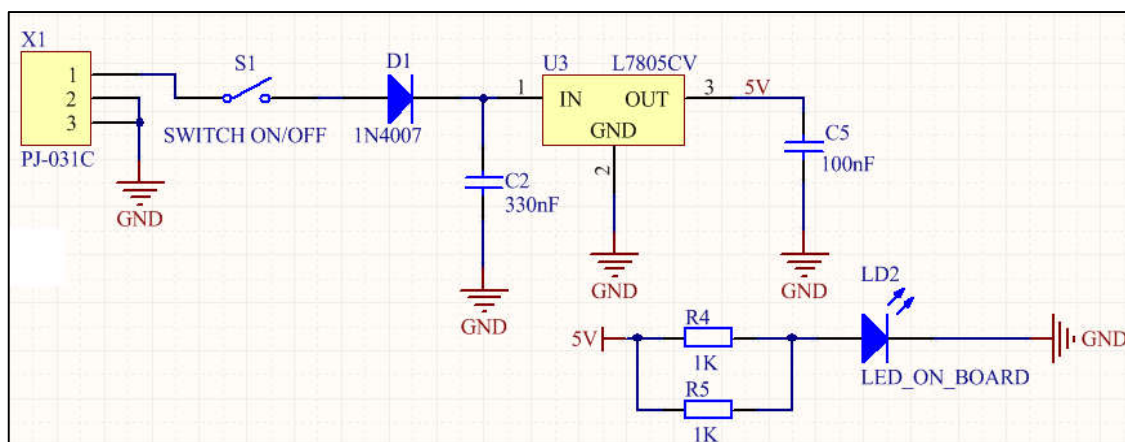 X1
1
2
3
PJ-031C
GND
S1
SWITCH ON/OFF
D1
1N4007
C2
330nF
GND
U3
L7805CV
1
IN
OUT
3
GND
2
GND
5V
C5
100nF
GND
5V
R4
1K
R5
1K
LD2
LED_ON_BOARD
GND